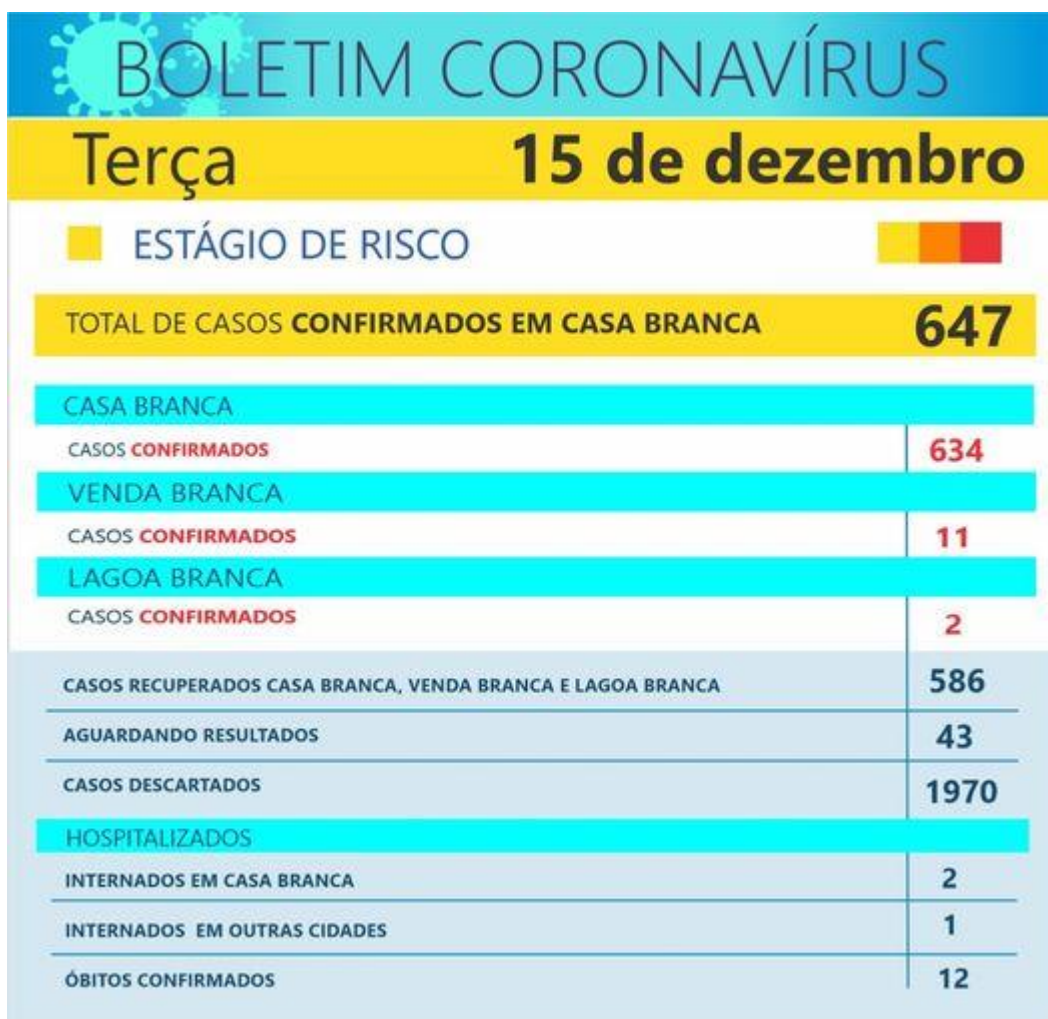 BOLETIM CORONAVÍRUS
Terça 15 de dezembro
ESTÁGIO DE RISCO
TOTAL DE CASOS CONFIRMADOS EM CASA BRANCA 647
CASA BRANCA
CASOS CONFIRMADOS 634
VENDA BRANCA
CASOS CONFIRMADOS 11
LAGOA BRANCA
CASOS CONFIRMADOS 2
CASOS RECUPERADOS CASA BRANCA, VENDA BRANCA E LAGOA BRANCA 586
AGUARDANDO RESULTADOS 43
CASOS DESCARTADOS 1970
HOSPITALIZADOS
INTERNADOS EM CASA BRANCA 2
INTERNADOS EM OUTRAS CIDADES 1
ÓBITOS CONFIRMADOS 12